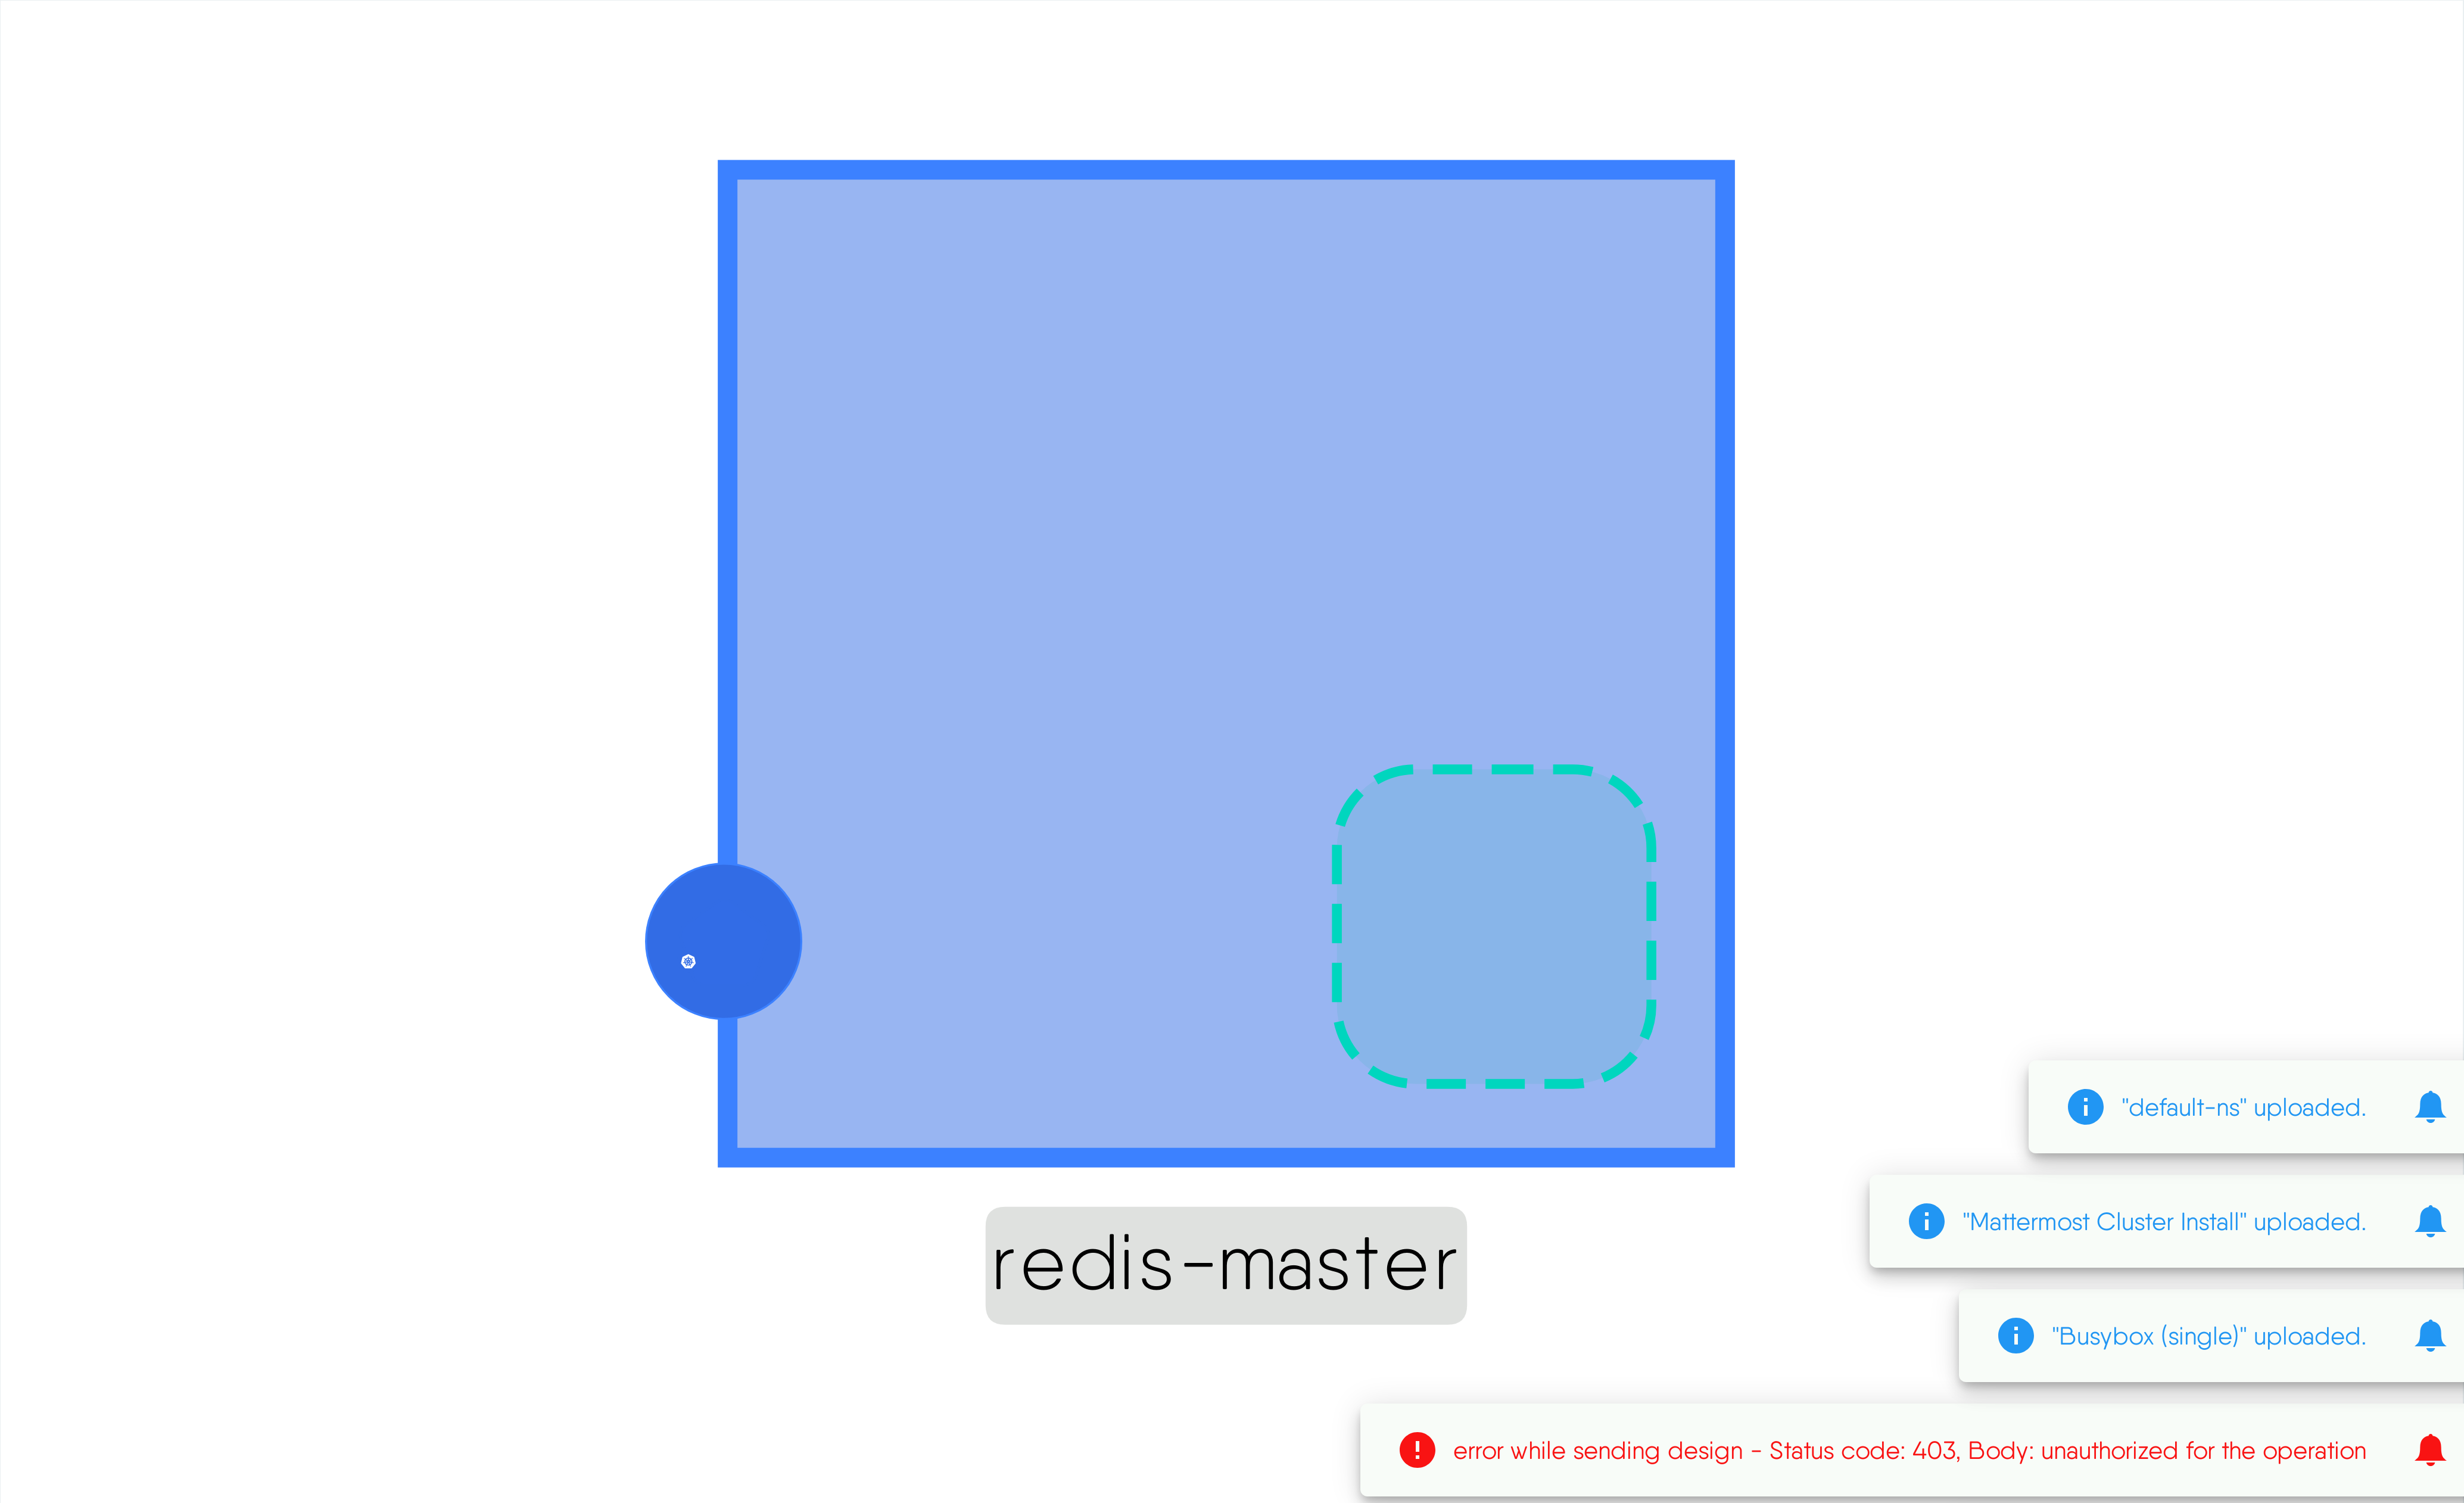 redis-master
"default-ns" uploaded.
"Mattermost Cluster Install" uploaded.
"Busybox (single)" uploaded.
error while sending design - Status code: 403, Body: unauthorized for the operation